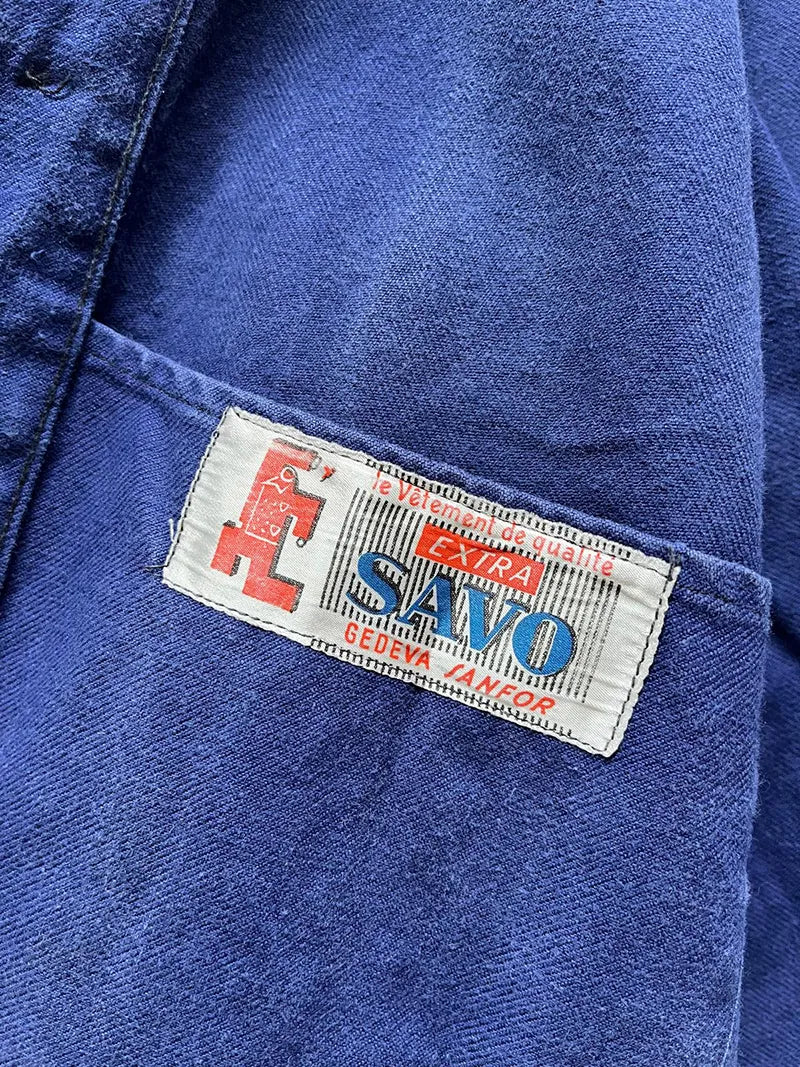 le Vêtement de qualité
EXTRA
SAVO
GEDEVA SANFOR